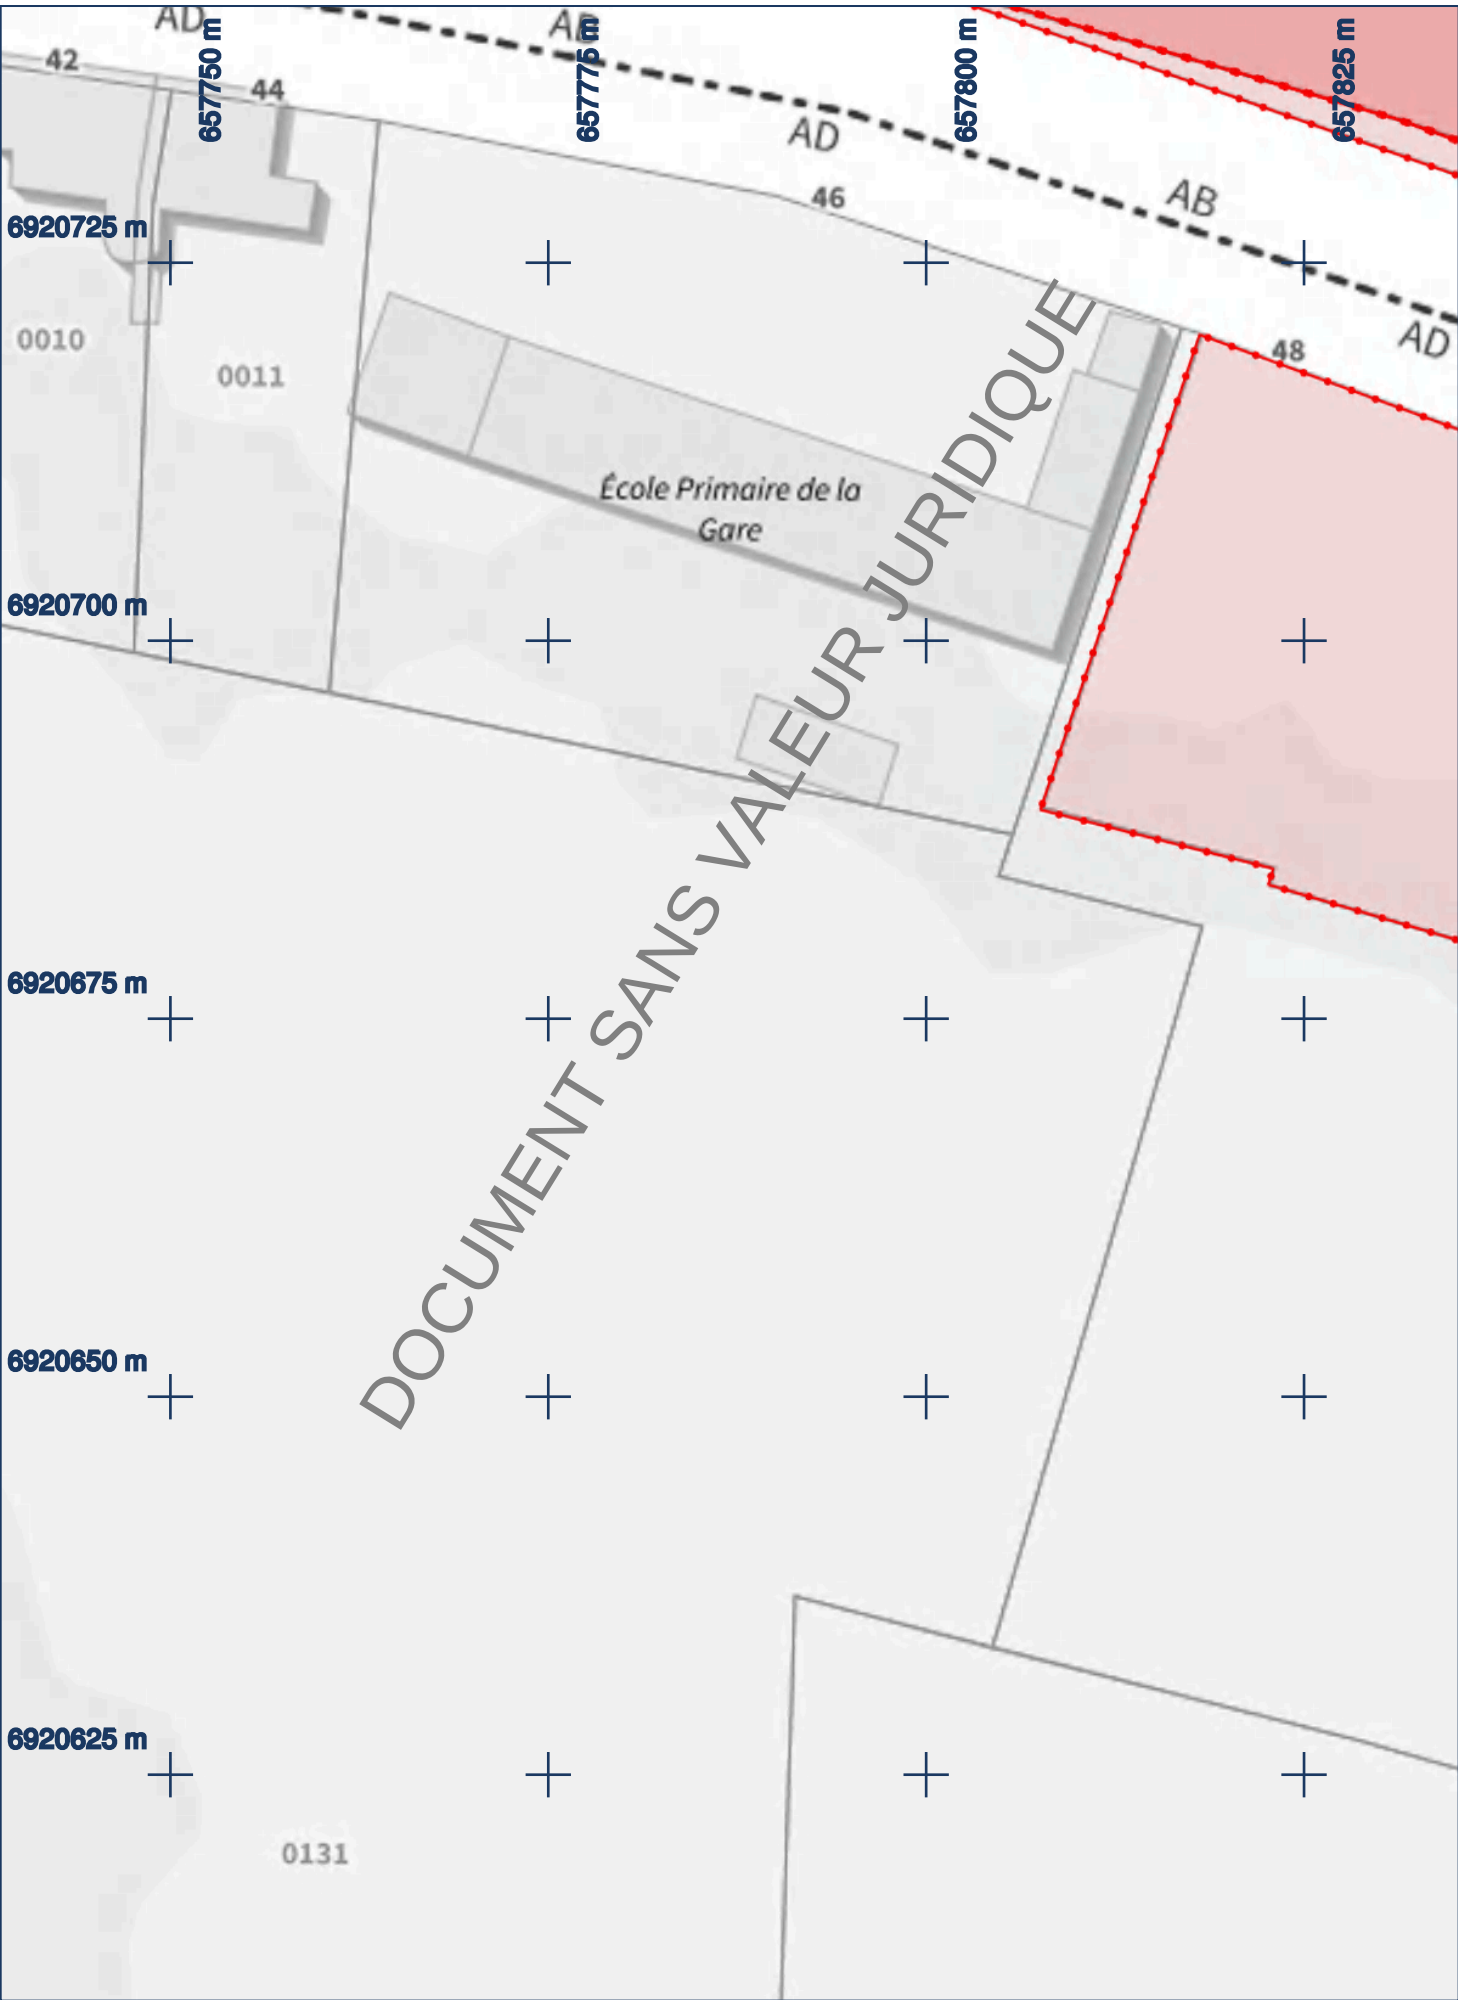 AD
AB
42
44
657750 m
657775 m
657800 m
657825 m
AD
46
AB
6920725 m
0010
0011
48
AD
École Primaire de la
Gare
6920700 m
6920675 m
DOCUMENT SANS VALEUR JURIDIQUE
6920650 m
6920625 m
0131